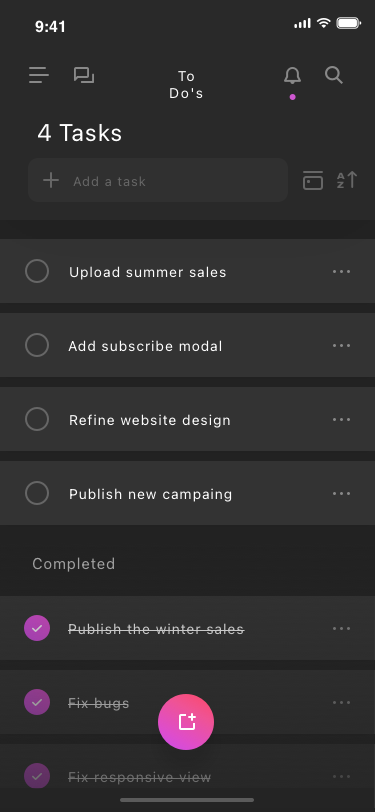 9:41
To
Do's
4 Tasks
Add a task
A
Z
Upload summer sales
Add subscribe modal
Refine website design
Publish new campaing
Completed
Publish the winter sales
Fix bugs
Fix responsive view